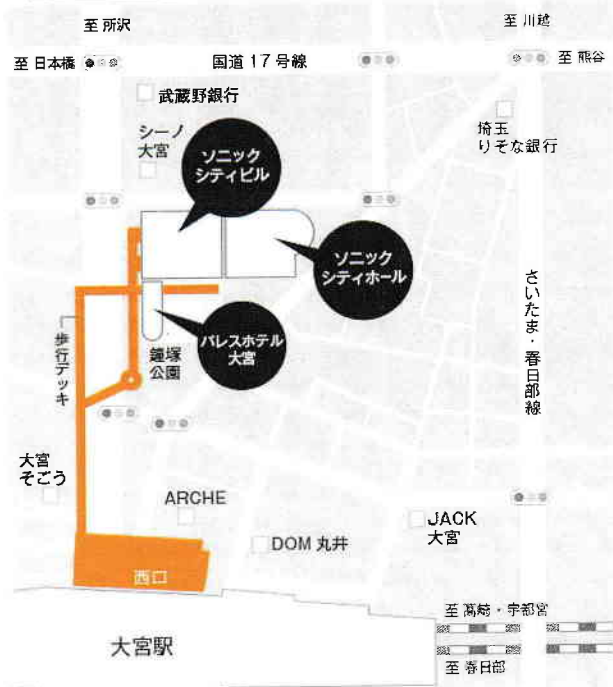 至 所沢
至 川越
至 日本橋
国道 17 号線
至 熊谷
武蔵野銀行
シーノ
大宮
ソニック
シティビル
埼玉
りそな銀行
ソニック
シティホール
さいたま・春日部線
パレスホテル
大宮
歩行デッキ
鐘塚
公園
大宮
そごう
ARCHE
JACK
大宮
DOM 丸井
西口
至 高崎・宇都宮
大宮駅
至 春日部